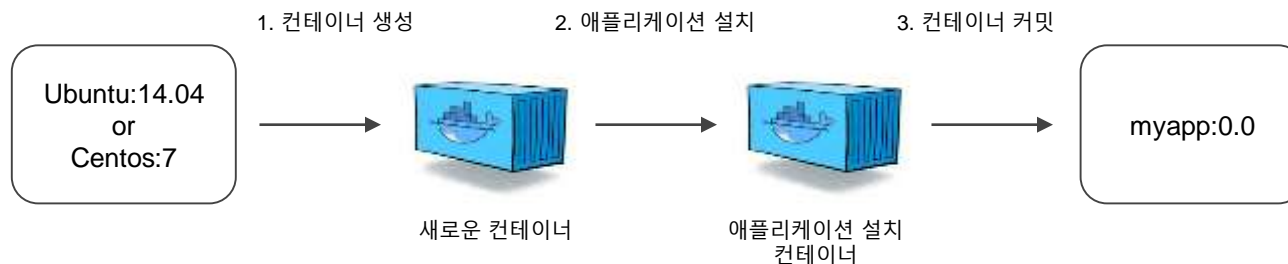 1. 컨테이너 생성
2. 애플리케이션 설치
3. 컨테이너 커밋
Ubuntu:14.04
or
Centos:7
myapp:0.0
새로운 컨테이너
애플리케이션 설치
컨테이너